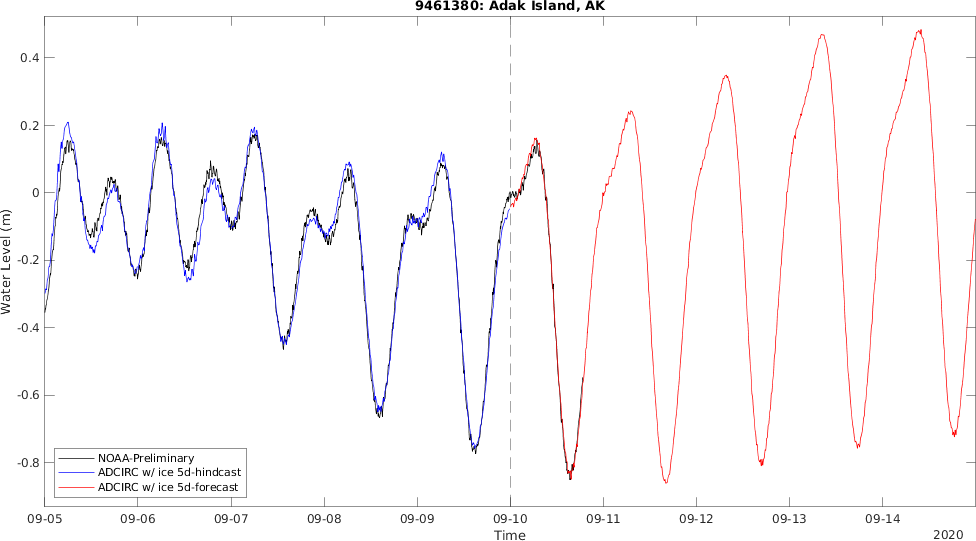 9461380: Adak Island, AK
Water Level (m)
0.4
0.2
0
-0.2
-0.4
-0.6
-0.8
NOAA-Preliminary
ADCIRC w/ ice 5d-hindcast
ADCIRC w/ ice 5d-forecast
09-05 09-06 09-07 09-08 09-09 09-10 09-11 09-12 09-13 09-14
Time
2020